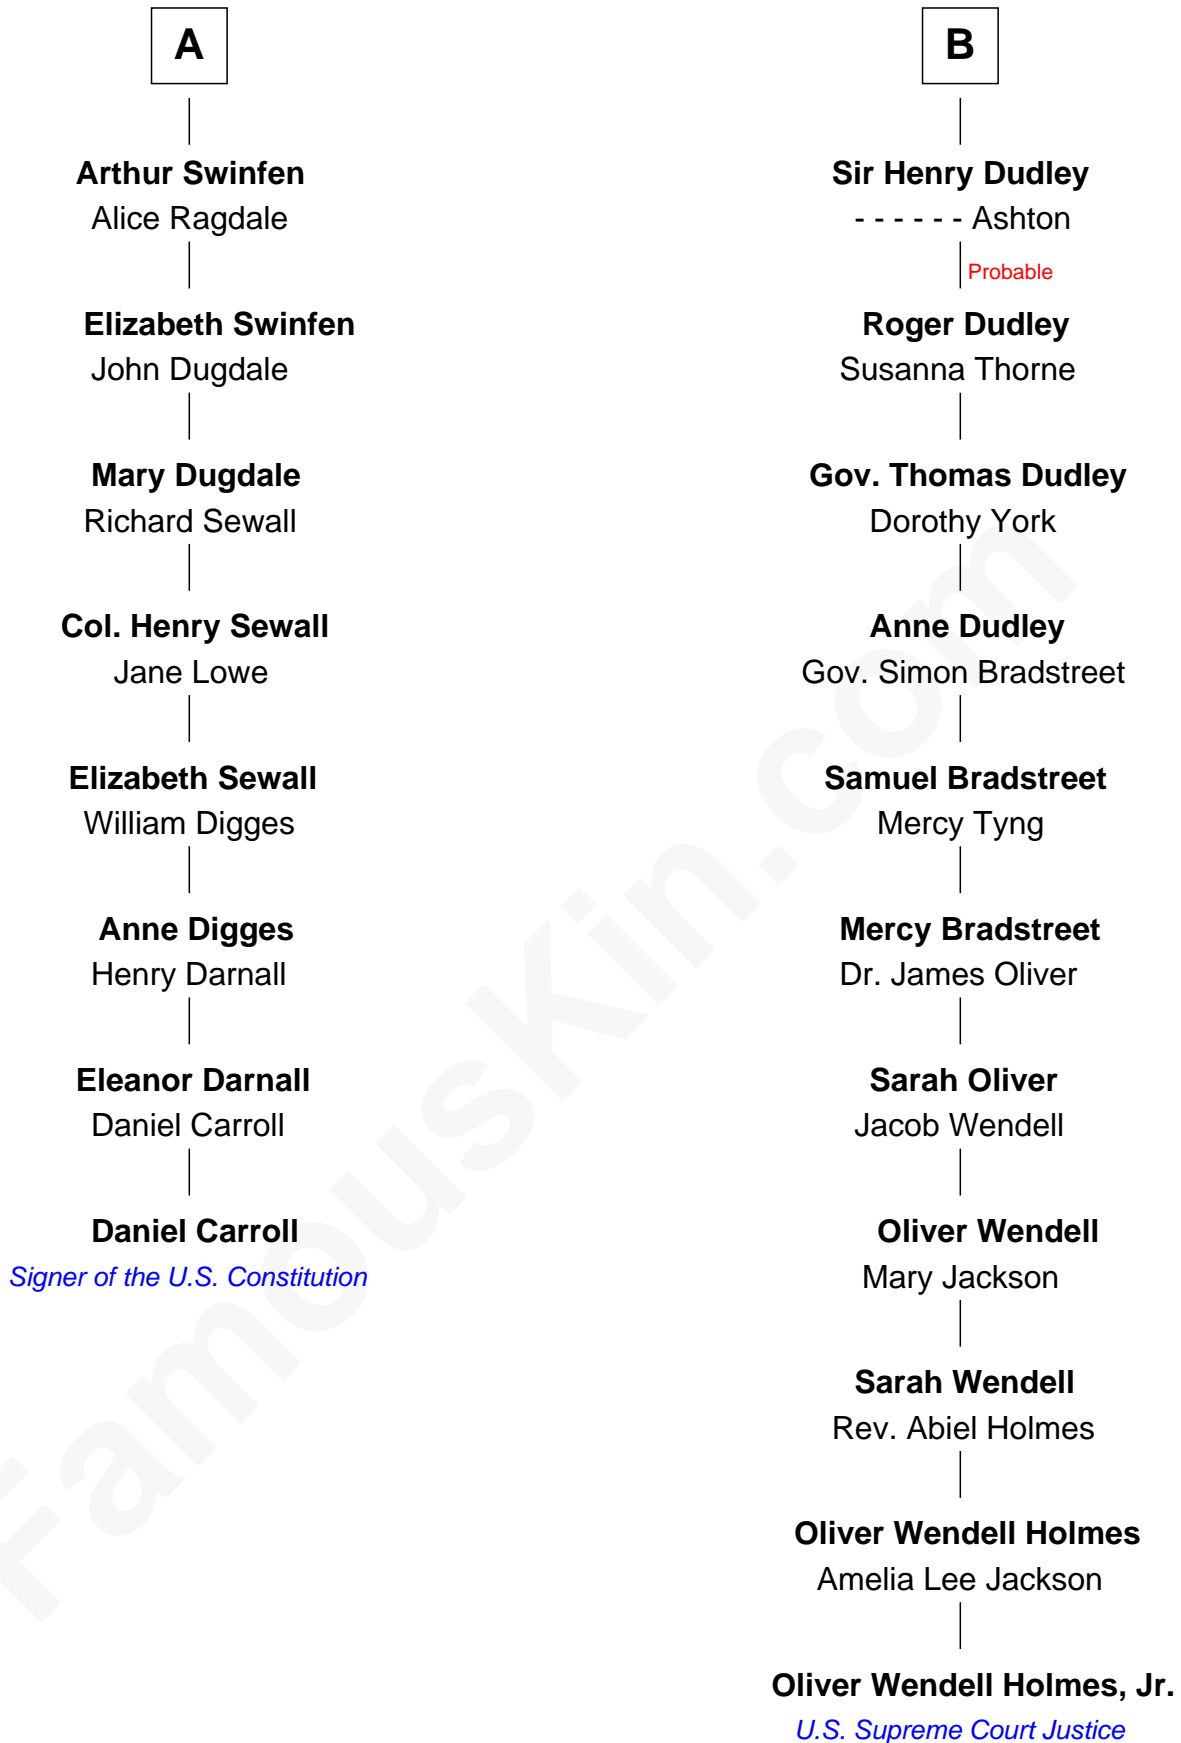 A
Arthur Swinfen
Alice Ragdale
Elizabeth Swinfen
John Dugdale
Mary Dugdale
Richard Sewall
Col. Henry Sewall
Jane Lowe
Elizabeth Sewall
William Digges
Anne Digges
Henry Darnall
Eleanor Darnall
Daniel Carroll
Daniel Carroll
Signer of the U.S. Constitution
B
Sir Henry Dudley
- - - - - - Ashton
Probable
Roger Dudley
Susanna Thorne
Gov. Thomas Dudley
Dorothy York
Anne Dudley
Gov. Simon Bradstreet
Samuel Bradstreet
Mercy Tyng
Mercy Bradstreet
Dr. James Oliver
Sarah Oliver
Jacob Wendell
Oliver Wendell
Mary Jackson
Sarah Wendell
Rev. Abiel Holmes
Oliver Wendell Holmes
Amelia Lee Jackson
Oliver Wendell Holmes, Jr.
U.S. Supreme Court Justice
FamousKin.com